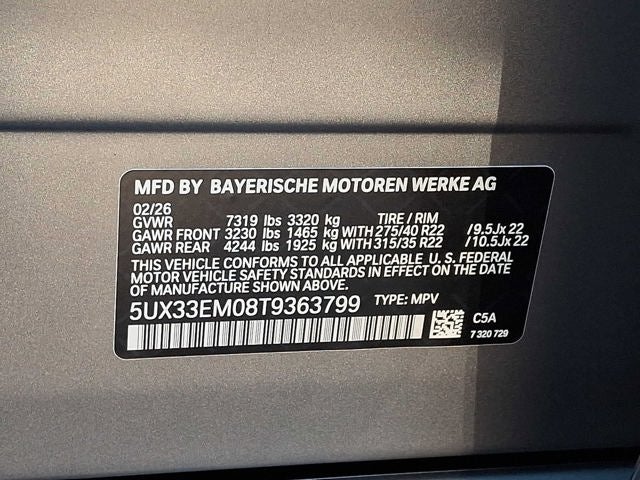 MFD BY BAYERISCHE MOTOREN WERKE AG
02/26
GVWR 7319 lbs 3320 kg TIRE / RIM
GAWR FRONT 3230 lbs 1465 kg WITH 275/40 R22 /9.5Jx 22
GAWR REAR 4244 lbs 1925 kg WITH 315/35 R22 /10.5Jx 22
THIS VEHICLE CONFORMS TO ALL APPLICABLE U. S. FEDERAL
MOTOR VEHICLE SAFETY STANDARDS IN EFFECT ON THE DATE
OF MANUFACTURE SHOWN ABOVE.
5UX33EM08T9363799 TYPE: MPV
C5A
7 320 729